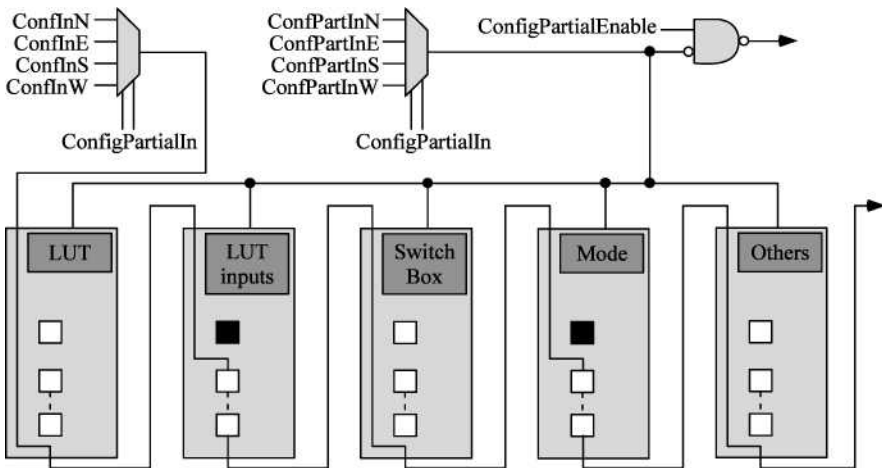 ConfInN
ConfInE
ConfInS
ConfInW
ConfigPartialIn
ConfPartInN
ConfPartInE
ConfPartInS
ConfPartInW
ConfigPartialIn
ConfigPartialEnable
LUT
LUT
inputs
Switch
Box
Mode
Others